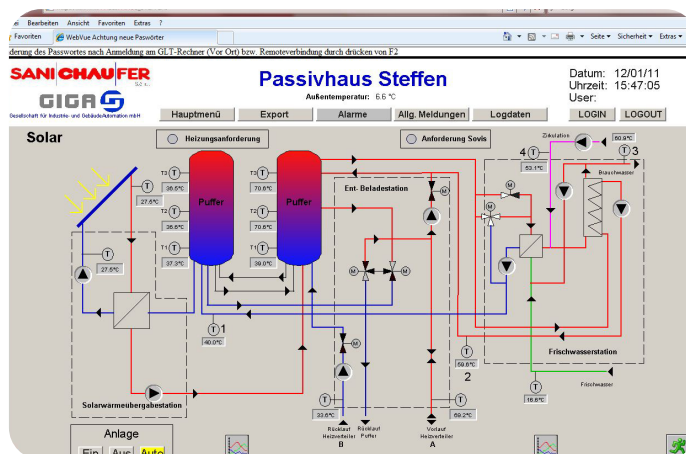 Bearbeiten Ansicht Favoriten Extras ?
Favoriten WebVue Achtung neue Paswörter Seite Sicherheit Extras
derung des Passwortes nach Anmeldung am GLT-Rechner (Vor Ort) bzw. Remoteverbindung durch drücken von F2
SANICHAUFER
GIGA
Gesellschaft für Industrie- und GebäudeAutomation mbH
Passivhaus Steffen
Außentemperatur: 6.6 °C
Datum: 12/01/11
Uhrzeit: 15:47:05
User:
Hauptmenü Export Alarme Allg. Meldungen Logdaten LOGIN LOGOUT
Solar
Heizungsanforderung
Anforderung Sovis
Zirkulation
60.9°C
4 T
53.1°C
T 3
Brauchwasser
T3 T
36.5°C
T3 T
70.6°C
Ent- Beladestation
M
T
27.5°C
Puffer
Puffer
T2 T
36.6°C
T2 T
70.6°C
M
M
T1 T
37.3°C
T1 T
39.0°C
T
27.5°C
M M
T 1
40.0°C
M
T
59.8°C
2
Frischwasserstation
T
16.6°C
Frischwasser
Solarwärmeübergabestation
T
33.6°C
T
69.2°C
Rücklauf
Heizverteiler
B
Rücklauf
Puffer
Vorlauf
Heizverteiler
A
Anlage
Ein Aus Auto